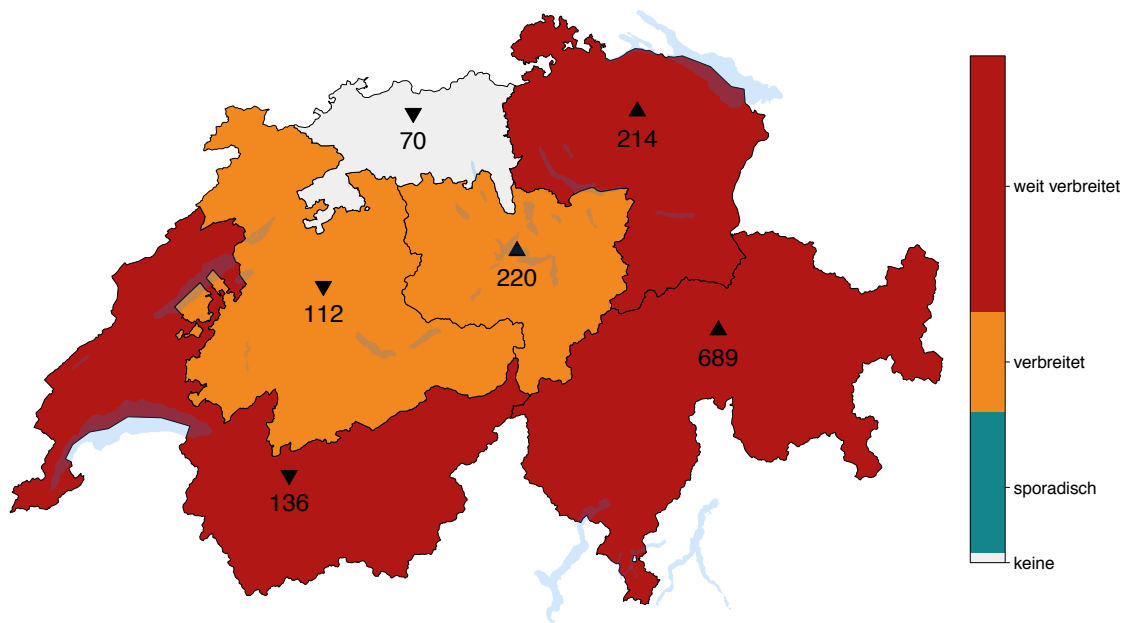 70
214
220
112
689
136
weit verbreitet
verbreitet
sporadisch
keine